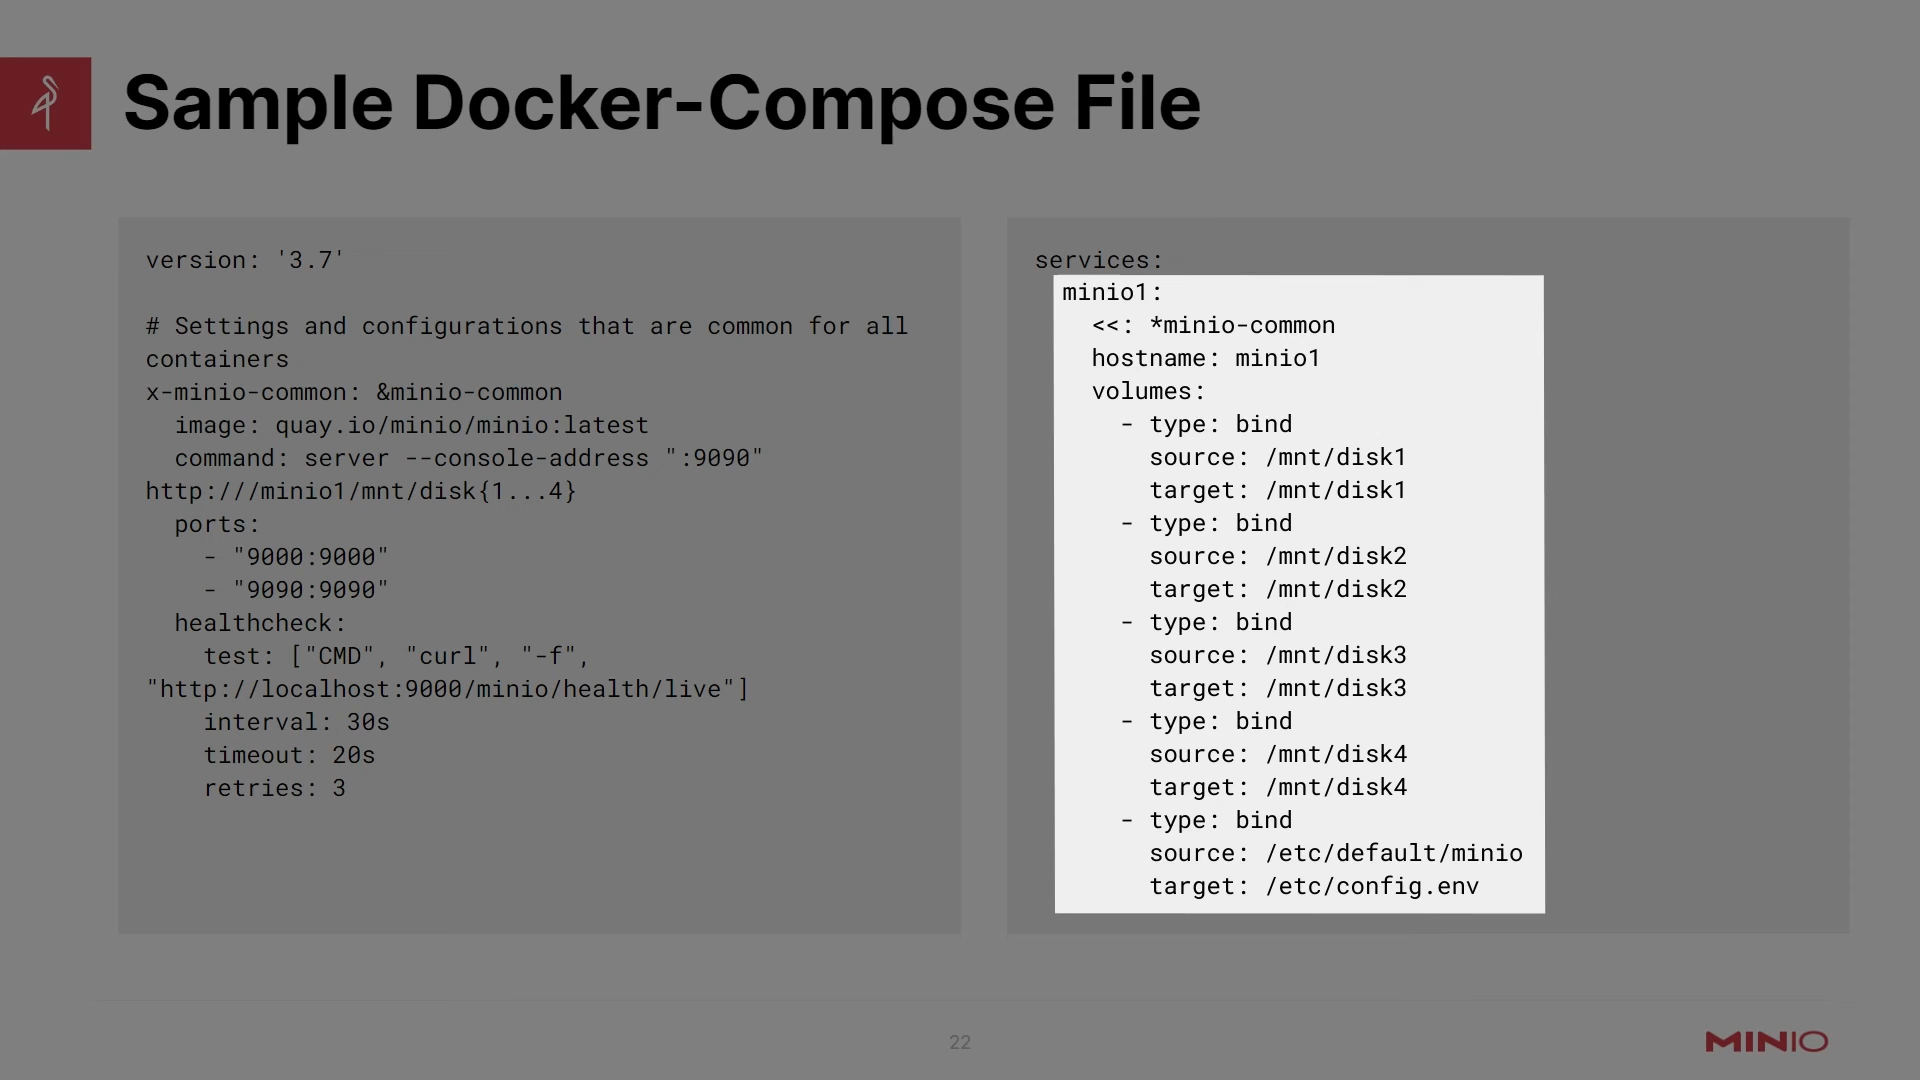 Sample Docker-Compose File
version: '3.7'
# Settings and configurations that are common for all
containers
x-minio-common: &minio-common
  image: quay.io/minio/minio:latest
  command: server --console-address ":9090"
http:///minio1/mnt/disk{1...4}
  ports:
    - "9000:9000"
    - "9090:9090"
  healthcheck:
    test: ["CMD", "curl", "-f",
"http://localhost:9000/minio/health/live"]
    interval: 30s
    timeout: 20s
    retries: 3
services:
  minio1:
    <<: *minio-common
    hostname: minio1
    volumes:
      - type: bind
        source: /mnt/disk1
        target: /mnt/disk1
      - type: bind
        source: /mnt/disk2
        target: /mnt/disk2
      - type: bind
        source: /mnt/disk3
        target: /mnt/disk3
      - type: bind
        source: /mnt/disk4
        target: /mnt/disk4
      - type: bind
        source: /etc/default/minio
        target: /etc/config.env
22
MINIO